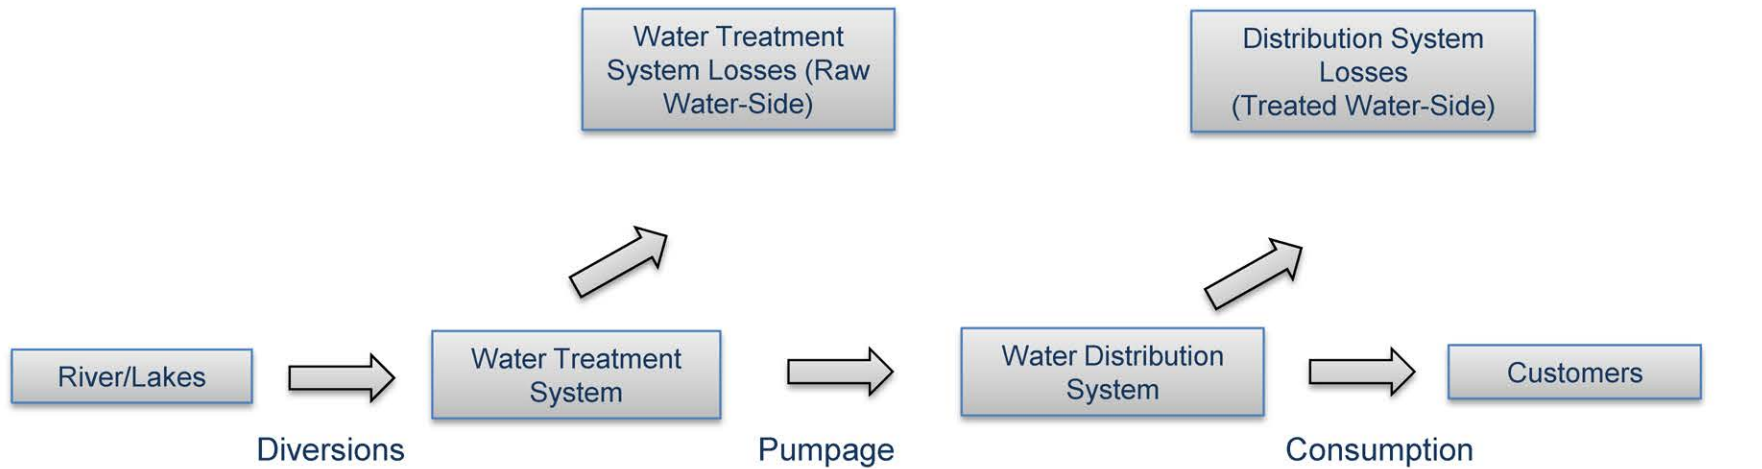 Water Treatment
System Losses (Raw
Water-Side)
Distribution System
Losses
(Treated Water-Side)
River/Lakes
Water Treatment
System
Water Distribution
System
Customers
Diversions
Pumpage
Consumption